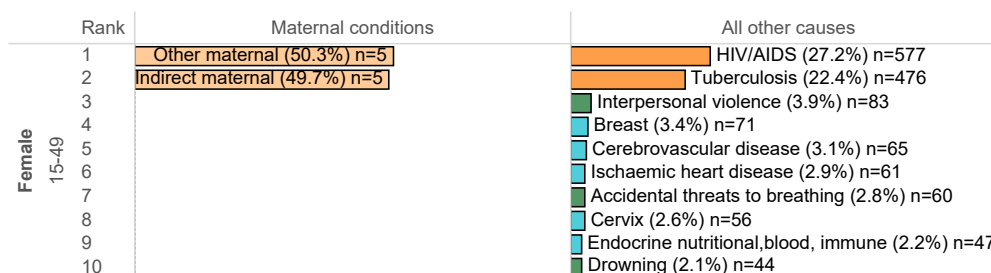 Rank Maternal conditions All other causes
1 Other maternal (50.3%) n=5 HIV/AIDS (27.2%) n=577
2 Indirect maternal (49.7%) n=5 Tuberculosis (22.4%) n=476
3 Interpersonal violence (3.9%) n=83
4 Breast (3.4%) n=71
5 Cerebrovascular disease (3.1%) n=65
6 Ischaemic heart disease (2.9%) n=61
7 Accidental threats to breathing (2.8%) n=60
8 Cervix (2.6%) n=56
9 Endocrine nutritional,blood, immune (2.2%) n=47
10 Drowning (2.1%) n=44
Female
15-49